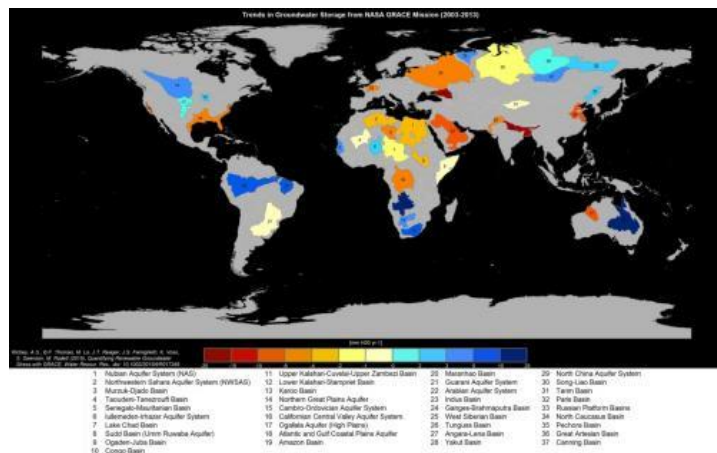 Trends in Groundwater Storage from NASA GRACE Mission (2003-2013)
[mm H2O yr-1]
1 Nubian Aquifer System (NAS)
2 Northwestern Sahara Aquifer System (NWSAS)
3 Murzuk-Djado Basin
4 Taoudeni-Tanezrouft Basin
5 Senegalo-Mauritanian Basin
6 Iullemeden-Irhazer Aquifer System
7 Lake Chad Basin
8 Sudd Basin (Umm Ruwaba Aquifer)
9 Ogaden-Juba Basin
10 Congo Basin
11 Upper Kalahari-Cuvelai-Upper Zambezi Basin
12 Lower Kalahari-Stampriet Basin
13 Karoo Basin
14 Northern Great Plains Aquifer
15 Cambro-Ordovician Aquifer System
16 Californian Central Valley Aquifer System
17 Ogallala Aquifer (High Plains)
18 Atlantic and Gulf Coastal Plains Aquifer
19 Amazon Basin
20 Maranhao Basin
21 Guarani Aquifer System
22 Arabian Aquifer System
23 Indus Basin
24 Ganges-Brahmaputra Basin
25 West Siberian Basin
26 Tunguss Basin
27 Angara-Lena Basin
28 Yakut Basin
29 North China Aquifer System
30 Song-Liao Basin
31 Tarim Basin
32 Paris Basin
33 Russian Platform Basins
34 North Caucasus Basin
35 Pechora Basin
36 Great Artesian Basin
37 Canning Basin